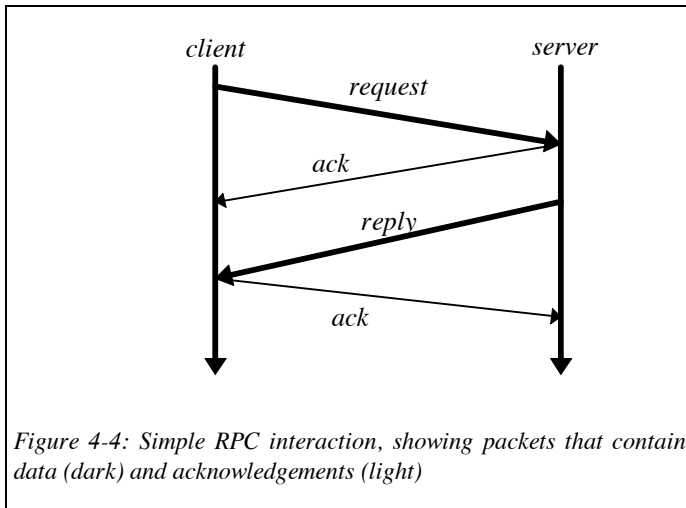 client
server
request
ack
reply
ack
Figure 4-4: Simple RPC interaction, showing packets that contain
data (dark) and acknowledgements (light)